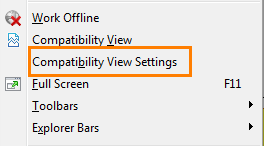 Work Offline
Compatibility View
Compatibility View Settings
Full Screen F11
Toolbars
Explorer Bars